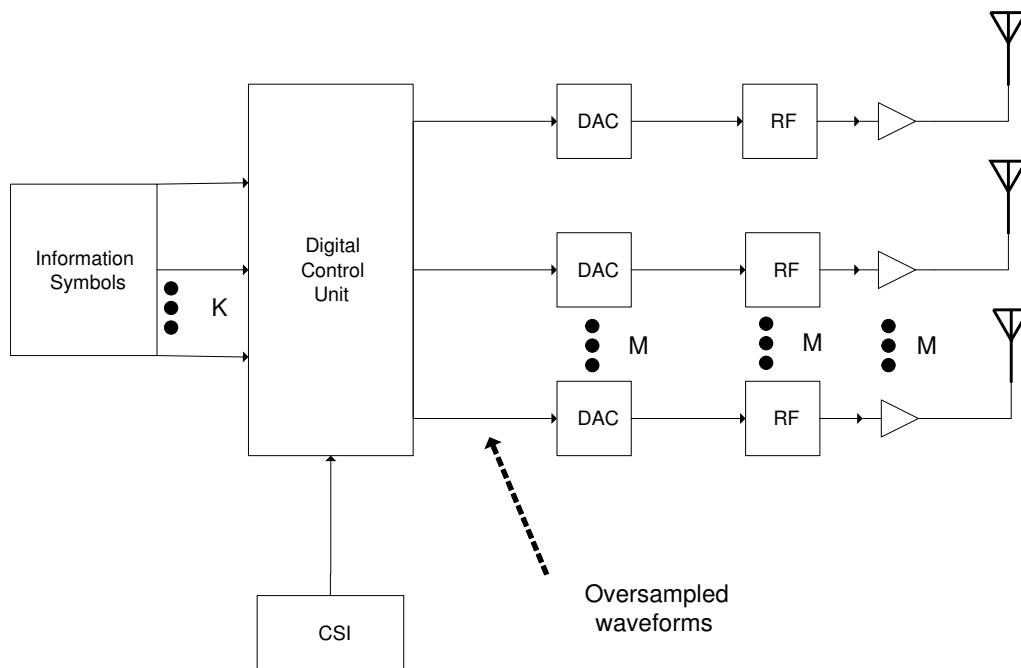 DAC
RF
Information
Symbols
Digital
Control
Unit
DAC
RF
K
M
M
M
DAC
RF
CSI
Oversampled
waveforms